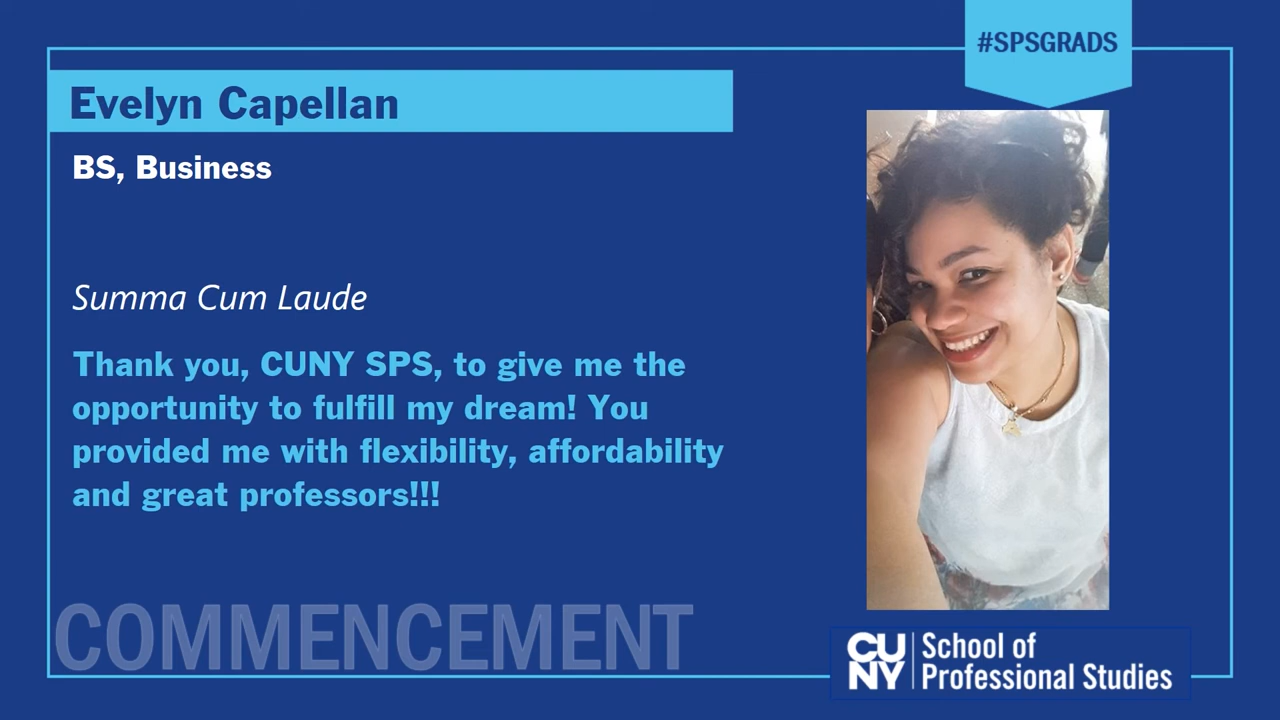 #SPSGRADS
Evelyn Capellan
BS, Business
Summa Cum Laude
Thank you, CUNY SPS, to give me the
opportunity to fulfill my dream! You
provided me with flexibility, affordability
and great professors!!!
COMMENCEMENT
CU
NY
School of
Professional Studies